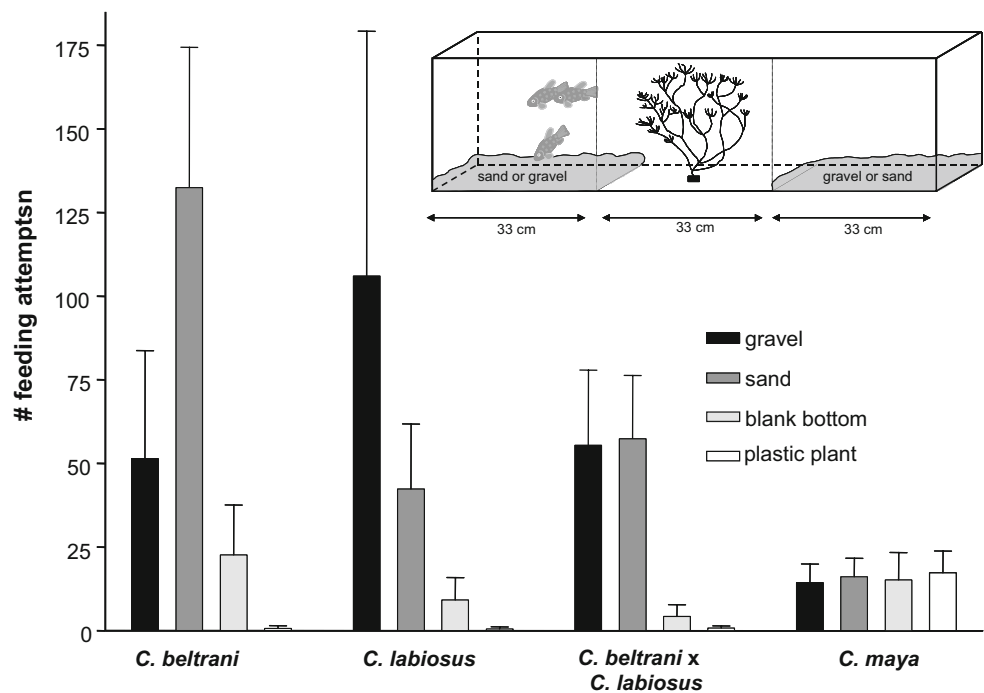 # feeding attemptsn
175
150
125
100
75
50
25
0
sand or gravel
gravel or sand
33 cm
33 cm
33 cm
gravel
sand
blank bottom
plastic plant
C. beltrani
C. labiosus
C. beltrani x
C. labiosus
C. maya